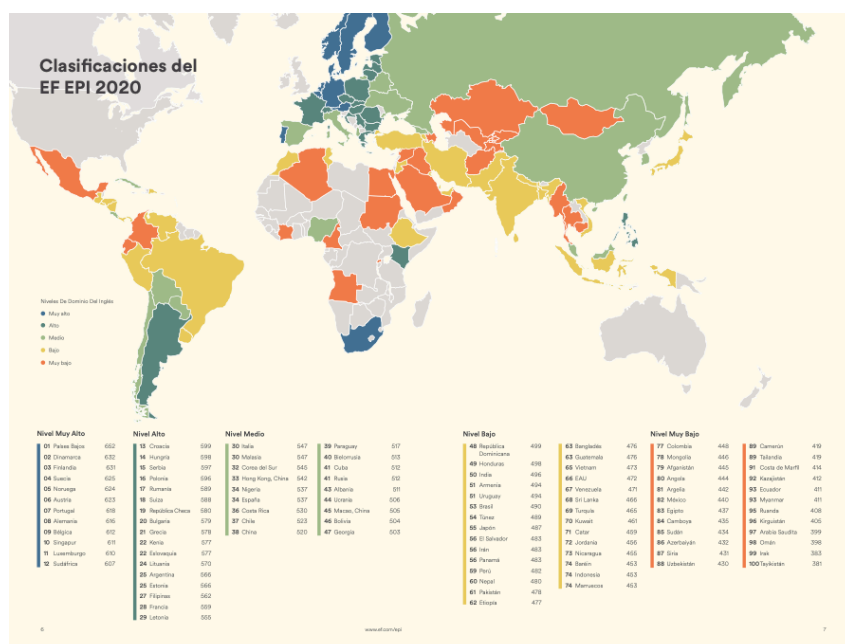 Clasificaciones del
EF EPI 2020
Niveles De Dominio Del Inglés
Muy alto
Alto
Medio
Bajo
Muy bajo
Nivel Muy Alto
01 Países Bajos 652
02 Dinamarca 632
03 Finlandia 631
04 Suecia 625
05 Noruega 624
06 Austria 623
07 Portugal 618
08 Alemania 616
09 Bélgica 612
10 Singapur 611
11 Luxemburgo 610
12 Sudáfrica 607
Nivel Alto
13 Croacia 599
14 Hungría 598
15 Serbia 597
16 Polonia 596
17 Rumania 589
18 Suiza 588
19 República Checa 580
20 Bulgaria 579
21 Grecia 578
22 Kenia 577
22 Eslovaquia 577
24 Lituania 570
25 Argentina 566
25 Estonia 566
27 Filipinas 562
28 Francia 559
29 Letonia 555
Nivel Medio
30 Italia 547
30 Malasia 547
32 Corea del Sur 545
33 Hong Kong, China 542
34 Nigeria 537
34 España 537
36 Costa Rica 530
37 Chile 523
38 China 520
39 Paraguay 517
40 Bielorrusia 513
41 Cuba 512
41 Rusia 512
43 Albania 511
44 Ucrania 506
45 Macao, China 505
46 Bolivia 504
47 Georgia 503
Nivel Bajo
48 República
Dominicana 499
49 Honduras 498
50 India 496
51 Armenia 494
51 Uruguay 494
53 Brasil 490
54 Túnez 489
55 Japón 487
56 El Salvador 483
56 Irán 483
56 Panamá 483
59 Perú 482
60 Nepal 480
61 Pakistán 478
62 Etiopía 477
63 Bangladés 476
63 Guatemala 476
65 Vietnam 473
66 EAU 472
67 Venezuela 471
68 Sri Lanka 466
69 Turquía 465
70 Kuwait 461
71 Catar 459
72 Jordania 456
73 Nicaragua 455
74 Baréin 453
74 Indonesia 453
74 Marruecos 453
Nivel Muy Bajo
77 Colombia 448
78 Mongolia 446
79 Afganistán 445
80 Angola 444
81 Argelia 442
82 México 440
83 Egipto 437
84 Camboya 435
85 Sudán 434
86 Azerbaiyán 432
87 Siria 431
88 Uzbekistán 430
89 Camerún 419
89 Tailandia 419
91 Costa de Marfil 414
92 Kazajistán 412
93 Ecuador 411
93 Myanmar 411
95 Ruanda 408
96 Kirguistán 405
97 Arabia Saudita 399
98 Omán 398
99 Irak 383
100 Tayikistán 381
6
www.ef.com/epi
7